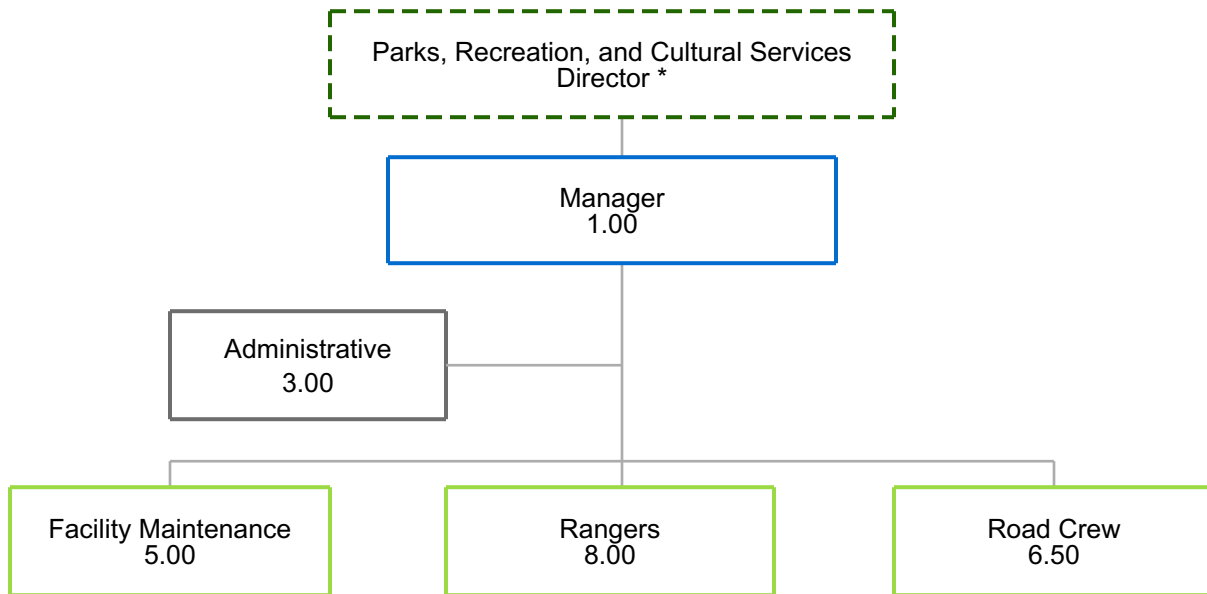 Parks, Recreation, and Cultural Services
Director *
Manager
1.00
Administrative
3.00
Facility Maintenance
5.00
Rangers
8.00
Road Crew
6.50